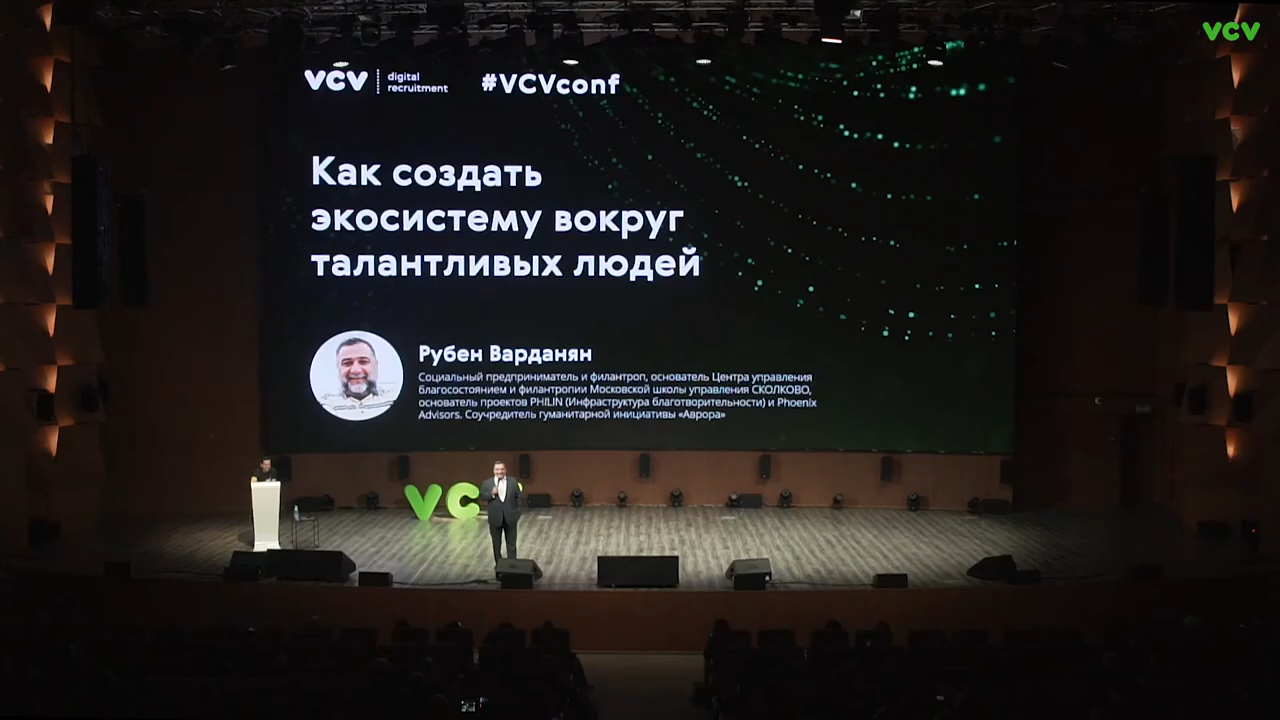 VCV
VCV digital recruitment #VCVconf
Как создать
экосистему вокруг
талантливых людей
Рубен Варданян
Социальный предприниматель и филантроп, основатель Центра управления
благосостоянием и филантропии Московской школы управления СКОЛКОВО,
основатель проектов PHILIN (Инфраструктура благотворительности) и Phoenix
Advisors. Соучредитель гуманитарной инициативы «Аврора»
VC